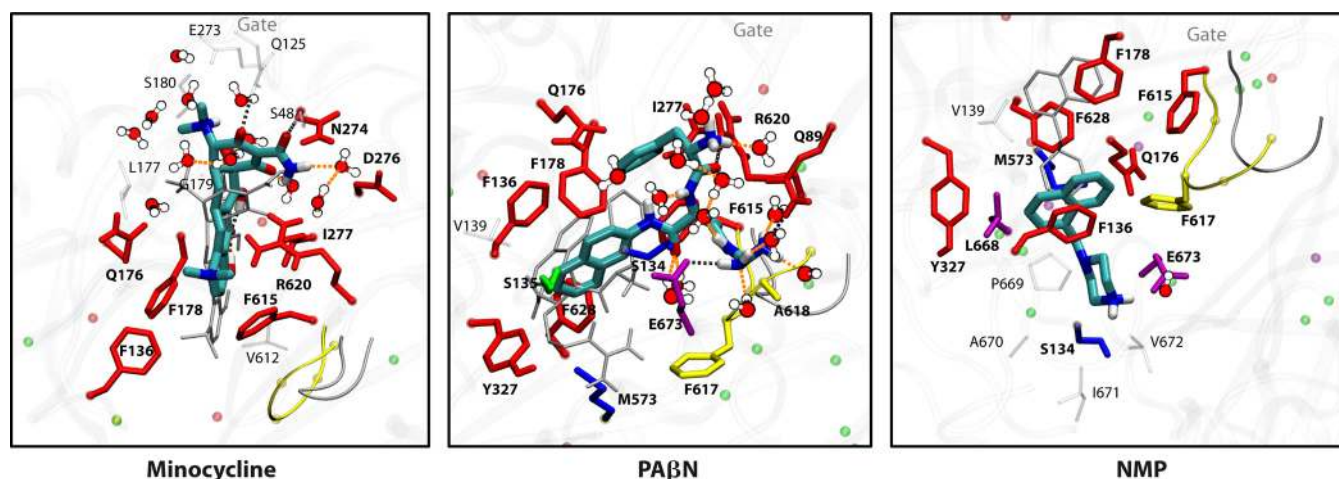 Gate
E273
Q125
S180
S48
N274
D276
L177
G179
I277
Q176
R620
F178
F615
F136
V612
Minocycline
Gate
Q176
I277
R620
Q89
F178
F136
F615
V139
S134
S135
F628
A618
E673
Y327
F617
M573
PAβN
Gate
F178
F615
V139
F628
M573
Q176
F136
F617
L668
Y327
E673
P669
A670
S134
V672
I671
NMP